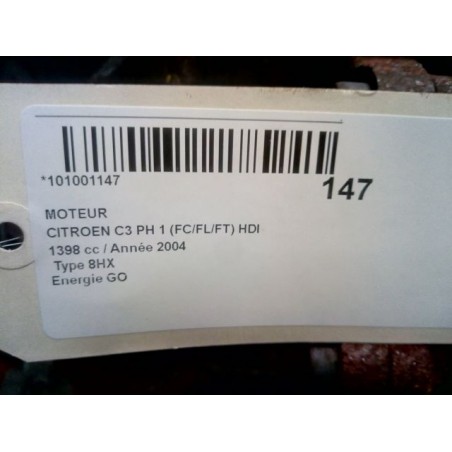 *101001147
147
MOTEUR
CITROEN C3 PH 1 (FC/FL/FT) HDI
1398 cc / Année 2004
Type 8HX
Energie GO